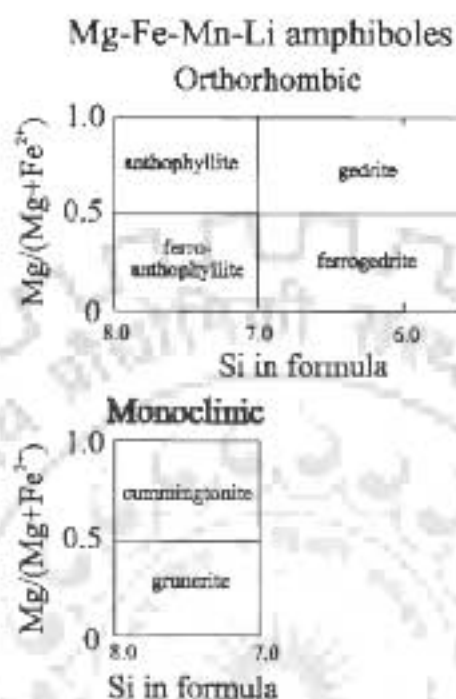 Mg-Fe-Mn-Li amphiboles
Orthorhombic
Mg/(Mg+Fe²⁺)
1.0
0.5
0
anthophyllite
gedrite
ferro-
anthophyllite
ferrogedrite
8.0 7.0 6.0
Si in formula
Monoclinic
Mg/(Mg+Fe²⁺)
1.0
0.5
0
cummingtonite
grunerite
8.0 7.0
Si in formula